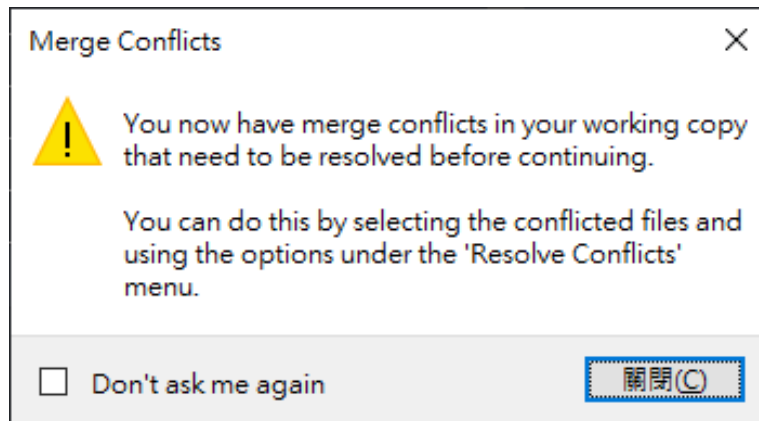 Merge Conflicts
You now have merge conflicts in your working copy
that need to be resolved before continuing.
You can do this by selecting the conflicted files and
using the options under the 'Resolve Conflicts'
menu.
Don't ask me again
關閉(C)